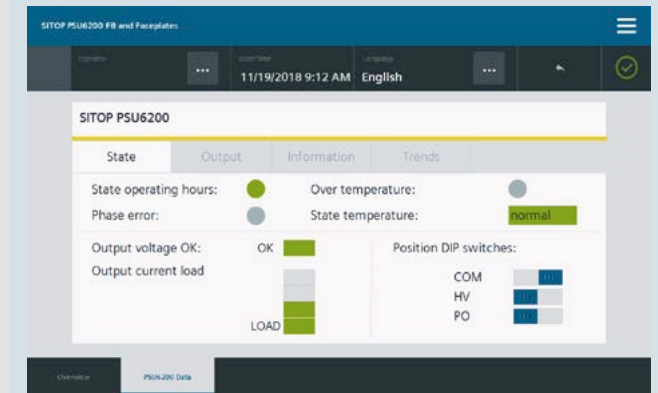 SITOP PSU6200 FB and Faceplates
...
11/19/2018 9:12 AM
Language
English
...
SITOP PSU6200
State Output Information Trends
State operating hours:
Over temperature:
Phase error:
State temperature:
normal
Output voltage OK:
OK
Position DIP switches:
Output current load
COM
HV
PO
LOAD
Overview
PSU6200 Data